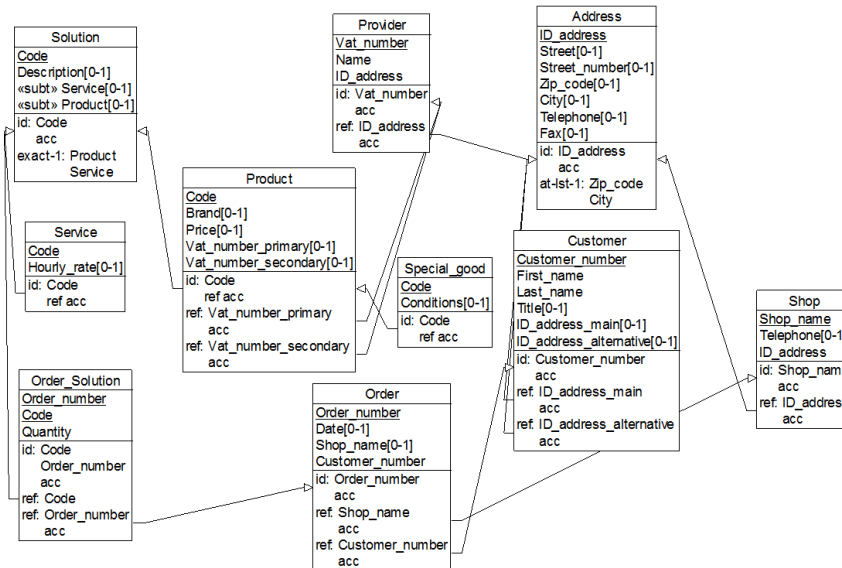 Solution
Code
Description[0-1]
«subt» Service[0-1]
«subt» Product[0-1]
id: Code
acc
exact-1: Product
Service
Provider
Vat_number
Name
ID_address
id: Vat_number
acc
ref: ID_address
acc
Address
ID_address
Street[0-1]
Street_number[0-1]
Zip_code[0-1]
City[0-1]
Telephone[0-1]
Fax[0-1]
id: ID_address
acc
at-lst-1: Zip_code
City
Product
Code
Brand[0-1]
Price[0-1]
Vat_number_primary[0-1]
Vat_number_secondary[0-1]
id: Code
ref acc
ref: Vat_number_primary
acc
ref: Vat_number_secondary
acc
Service
Code
Hourly_rate[0-1]
id: Code
ref acc
Special_good
Code
Conditions[0-1]
id: Code
ref acc
Customer
Customer_number
First_name
Last_name
Title[0-1]
ID_address_main[0-1]
ID_address_alternative[0-1]
id: Customer_number
acc
ref: ID_address_main
acc
ref: ID_address_alternative
acc
Shop
Shop_name
Telephone[0-1
ID_address
id: Shop_nam
acc
ref: ID_addres
acc
Order_Solution
Order_number
Code
Quantity
id: Code
Order_number
acc
ref: Code
ref: Order_number
acc
Order
Order_number
Date[0-1]
Shop_name[0-1]
Customer_number
id: Order_number
acc
ref: Shop_name
acc
ref: Customer_number
acc